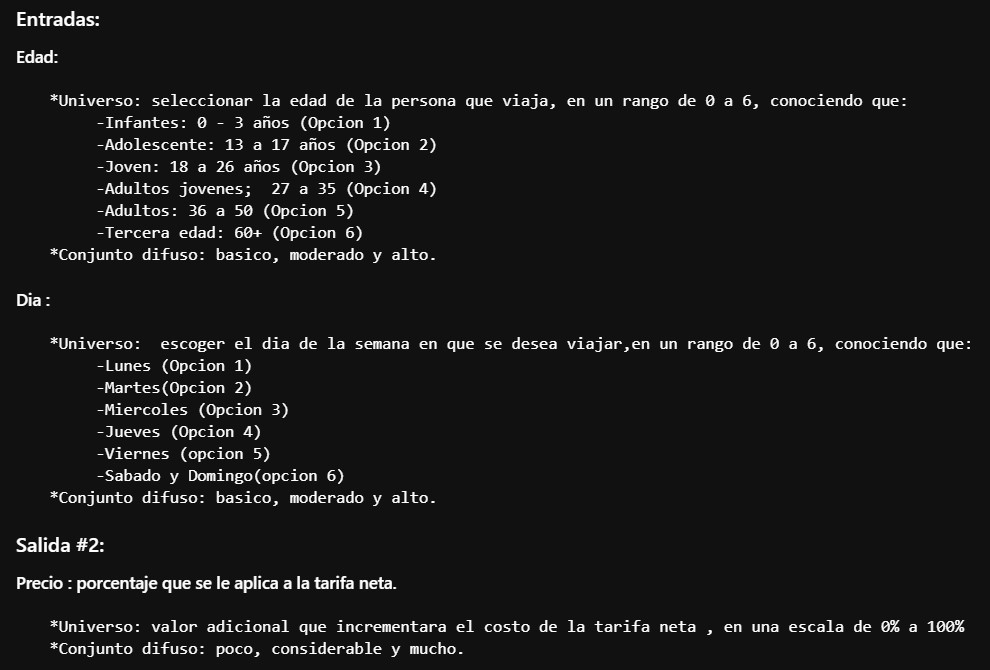 Entradas:
Edad:
*Universo: seleccionar la edad de la persona que viaja, en un rango de 0 a 6, conociendo que:
-Infantes: 0 - 3 años (Opcion 1)
-Adolescente: 13 a 17 años (Opcion 2)
-Joven: 18 a 26 años (Opcion 3)
-Adultos jovenes;  27 a 35 (Opcion 4)
-Adultos: 36 a 50 (Opcion 5)
-Tercera edad: 60+ (Opcion 6)
*Conjunto difuso: basico, moderado y alto.
Dia :
*Universo:  escoger el dia de la semana en que se desea viajar,en un rango de 0 a 6, conociendo que:
-Lunes (Opcion 1)
-Martes(Opcion 2)
-Miercoles (Opcion 3)
-Jueves (Opcion 4)
-Viernes (opcion 5)
-Sabado y Domingo(opcion 6)
*Conjunto difuso: basico, moderado y alto.
Salida #2:
Precio : porcentaje que se le aplica a la tarifa neta.
*Universo: valor adicional que incrementara el costo de la tarifa neta , en una escala de 0% a 100%
*Conjunto difuso: poco, considerable y mucho.